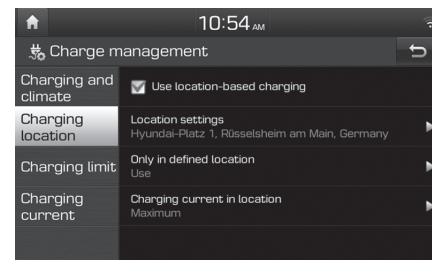 10:54 AM
Charge management
Charging and
climate
Use location-based charging
Charging
location
Location settings
Hyundai-Platz 1, Rüsselsheim am Main, Germany
Charging limit
Only in defined location
Use
Charging
current
Charging current in location
Maximum